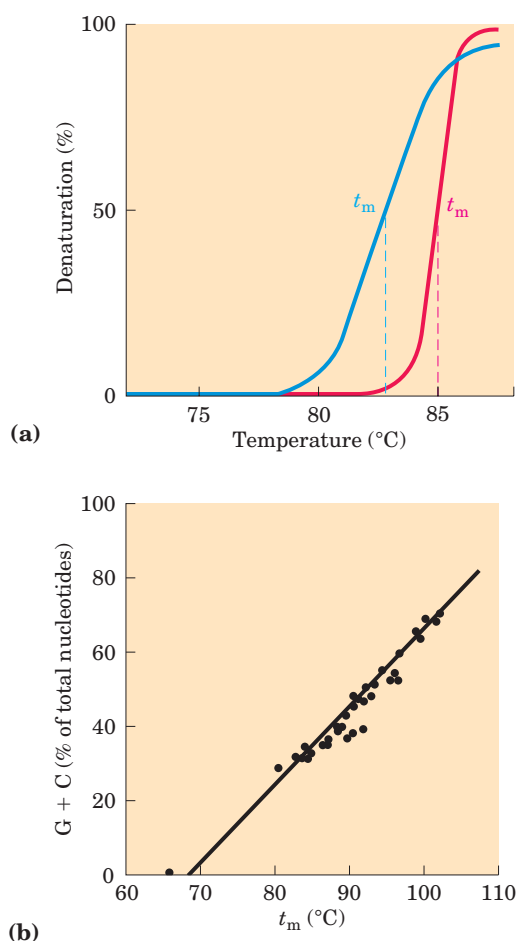 100
Denaturation (%)
50
t_m
t_m
0
75 80 85
Temperature (°C)
(a)
100
80
G + C (% of total nucleotides)
60
40
20
0
60 70 80 90 100 110
t_m (°C)
(b)